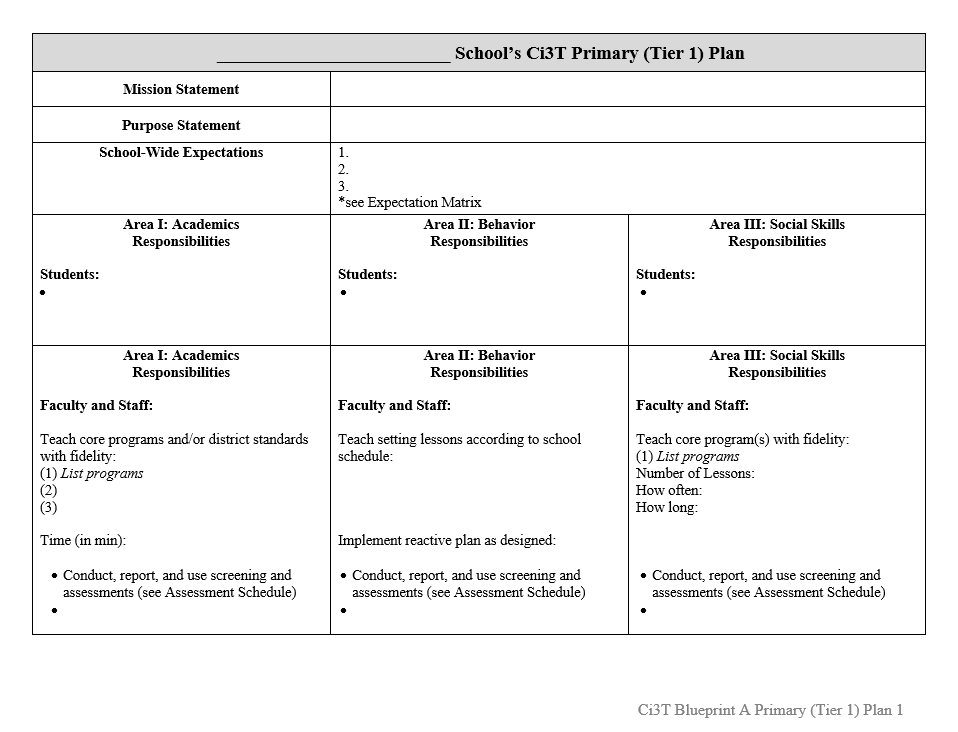 __________________________ School’s Ci3T Primary (Tier 1) Plan
Mission Statement
Purpose Statement
School-Wide Expectations
1.
2.
3.
*see Expectation Matrix
Area I: Academics
Responsibilities
Students:
•
Area II: Behavior
Responsibilities
Students:
•
Area III: Social Skills
Responsibilities
Students:
•
Area I: Academics
Responsibilities
Faculty and Staff:
Teach core programs and/or district standards
with fidelity:
(1) List programs
(2)
(3)
Time (in min):
• Conduct, report, and use screening and
assessments (see Assessment Schedule)
•
Area II: Behavior
Responsibilities
Faculty and Staff:
Teach setting lessons according to school
schedule:
Implement reactive plan as designed:
• Conduct, report, and use screening and
assessments (see Assessment Schedule)
•
Area III: Social Skills
Responsibilities
Faculty and Staff:
Teach core program(s) with fidelity:
(1) List programs
Number of Lessons:
How often:
How long:
• Conduct, report, and use screening and
assessments (see Assessment Schedule)
•
Ci3T Blueprint A Primary (Tier 1) Plan 1